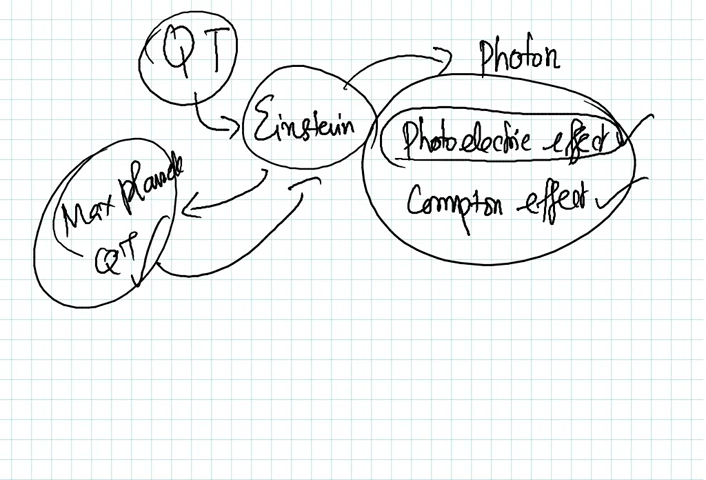 QT
Photon
Einstein
Photoelectric effect
Compton effect
Max planck
QT